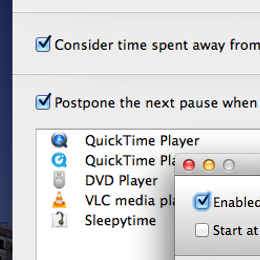 Consider time spent away from
Postpone the next pause when
QuickTime Player
QuickTime Pla
DVD Player
VLC media pla
Sleepytime
Enabled
Start at